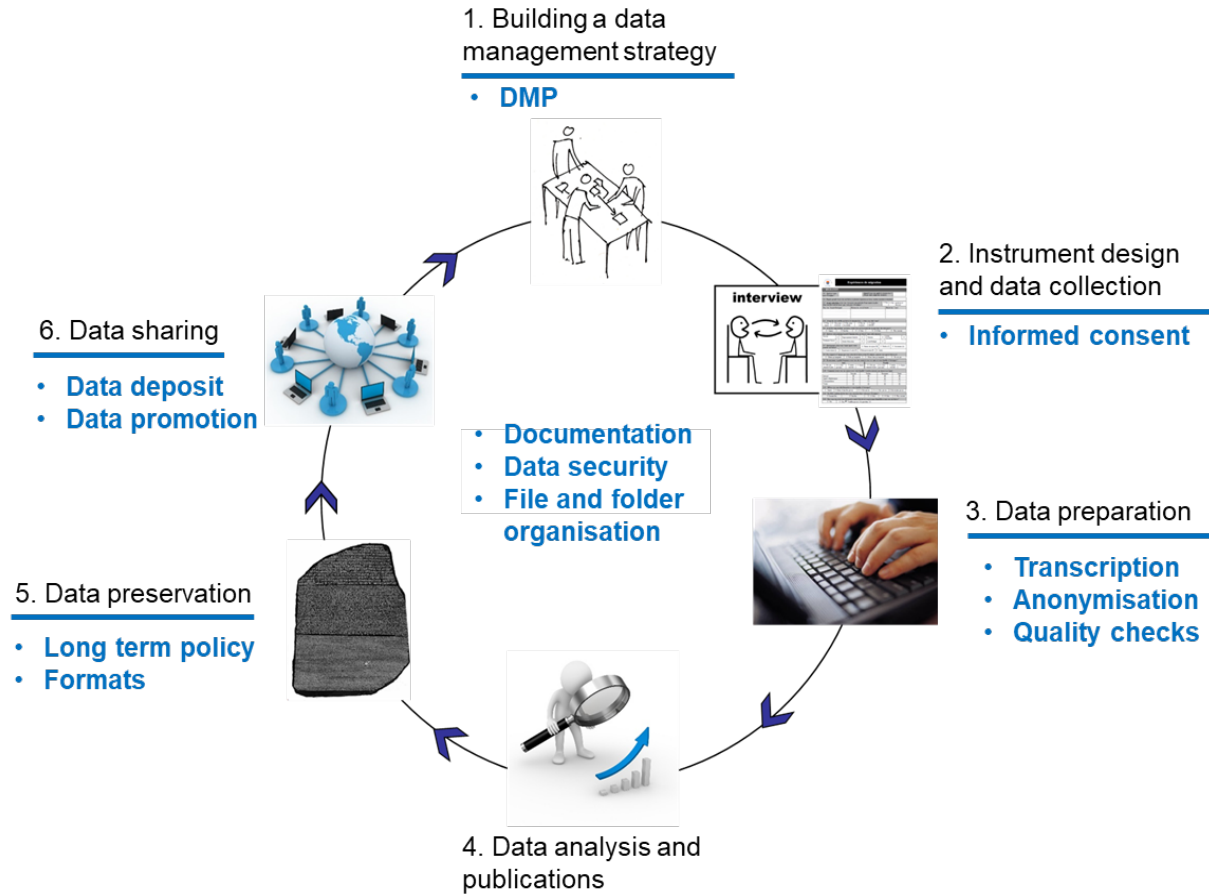 1. Building a data
management strategy
• DMP
2. Instrument design
and data collection
• Informed consent
interview
3. Data preparation
• Transcription
• Anonymisation
• Quality checks
4. Data analysis and
publications
5. Data preservation
• Long term policy
• Formats
6. Data sharing
• Data deposit
• Data promotion
• Documentation
• Data security
• File and folder
organisation